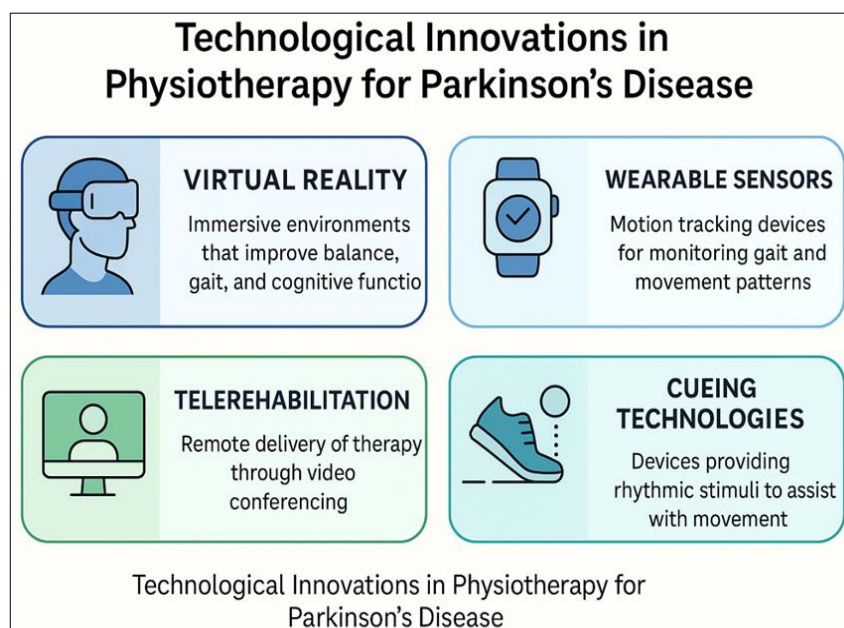 Technological Innovations in
Physiotherapy for Parkinson's Disease
VIRTUAL REALITY
Immersive environments
that improve balance,
gait, and cognitive functio
WEARABLE SENSORS
Motion tracking devices
for monitoring gait and
movement patterns
TELEREHABILITATION
Remote delivery of therapy
through video
conferencing
CUEING
TECHNOLOGIES
Devices providing
rhythmic stimuli to assist
with movement
Technological Innovations in Physiotherapy for
Parkinson's Disease